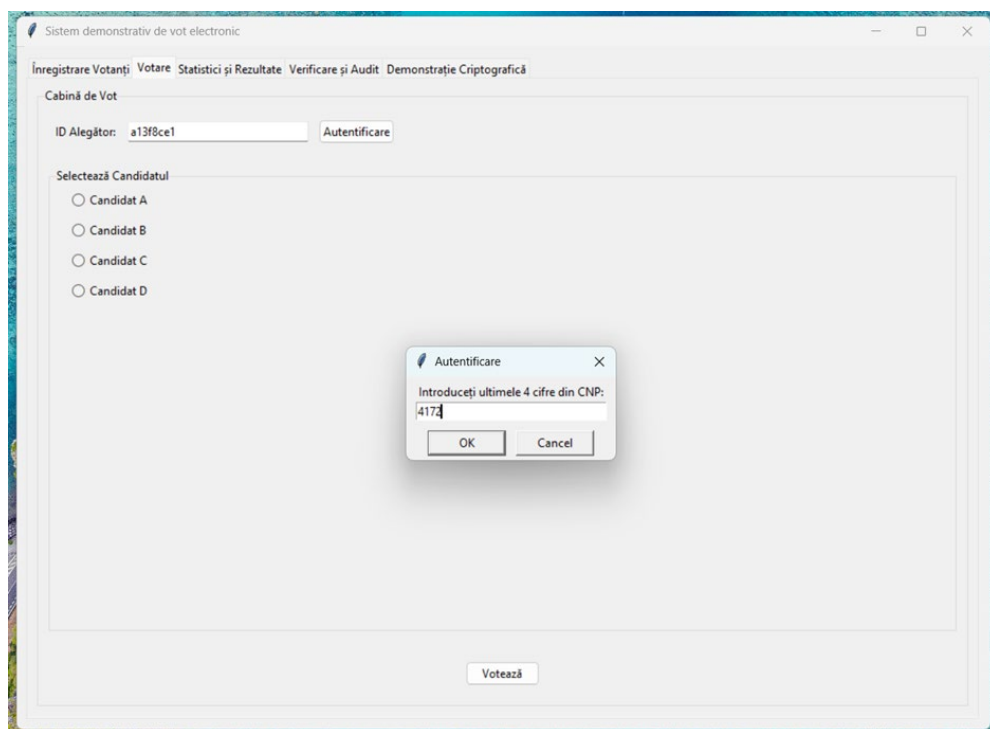 Sistem demonstrativ de vot electronic
Înregistrare Votanți Votare Statistici și Rezultate Verificare și Audit Demonstrație Criptografică
Cabină de Vot
ID Alegător: a13f8ce1 Autentificare
Selectează Candidatul
Candidat A
Candidat B
Candidat C
Candidat D
Autentificare
Introduceți ultimele 4 cifre din CNP:
4172
OK Cancel
Votează